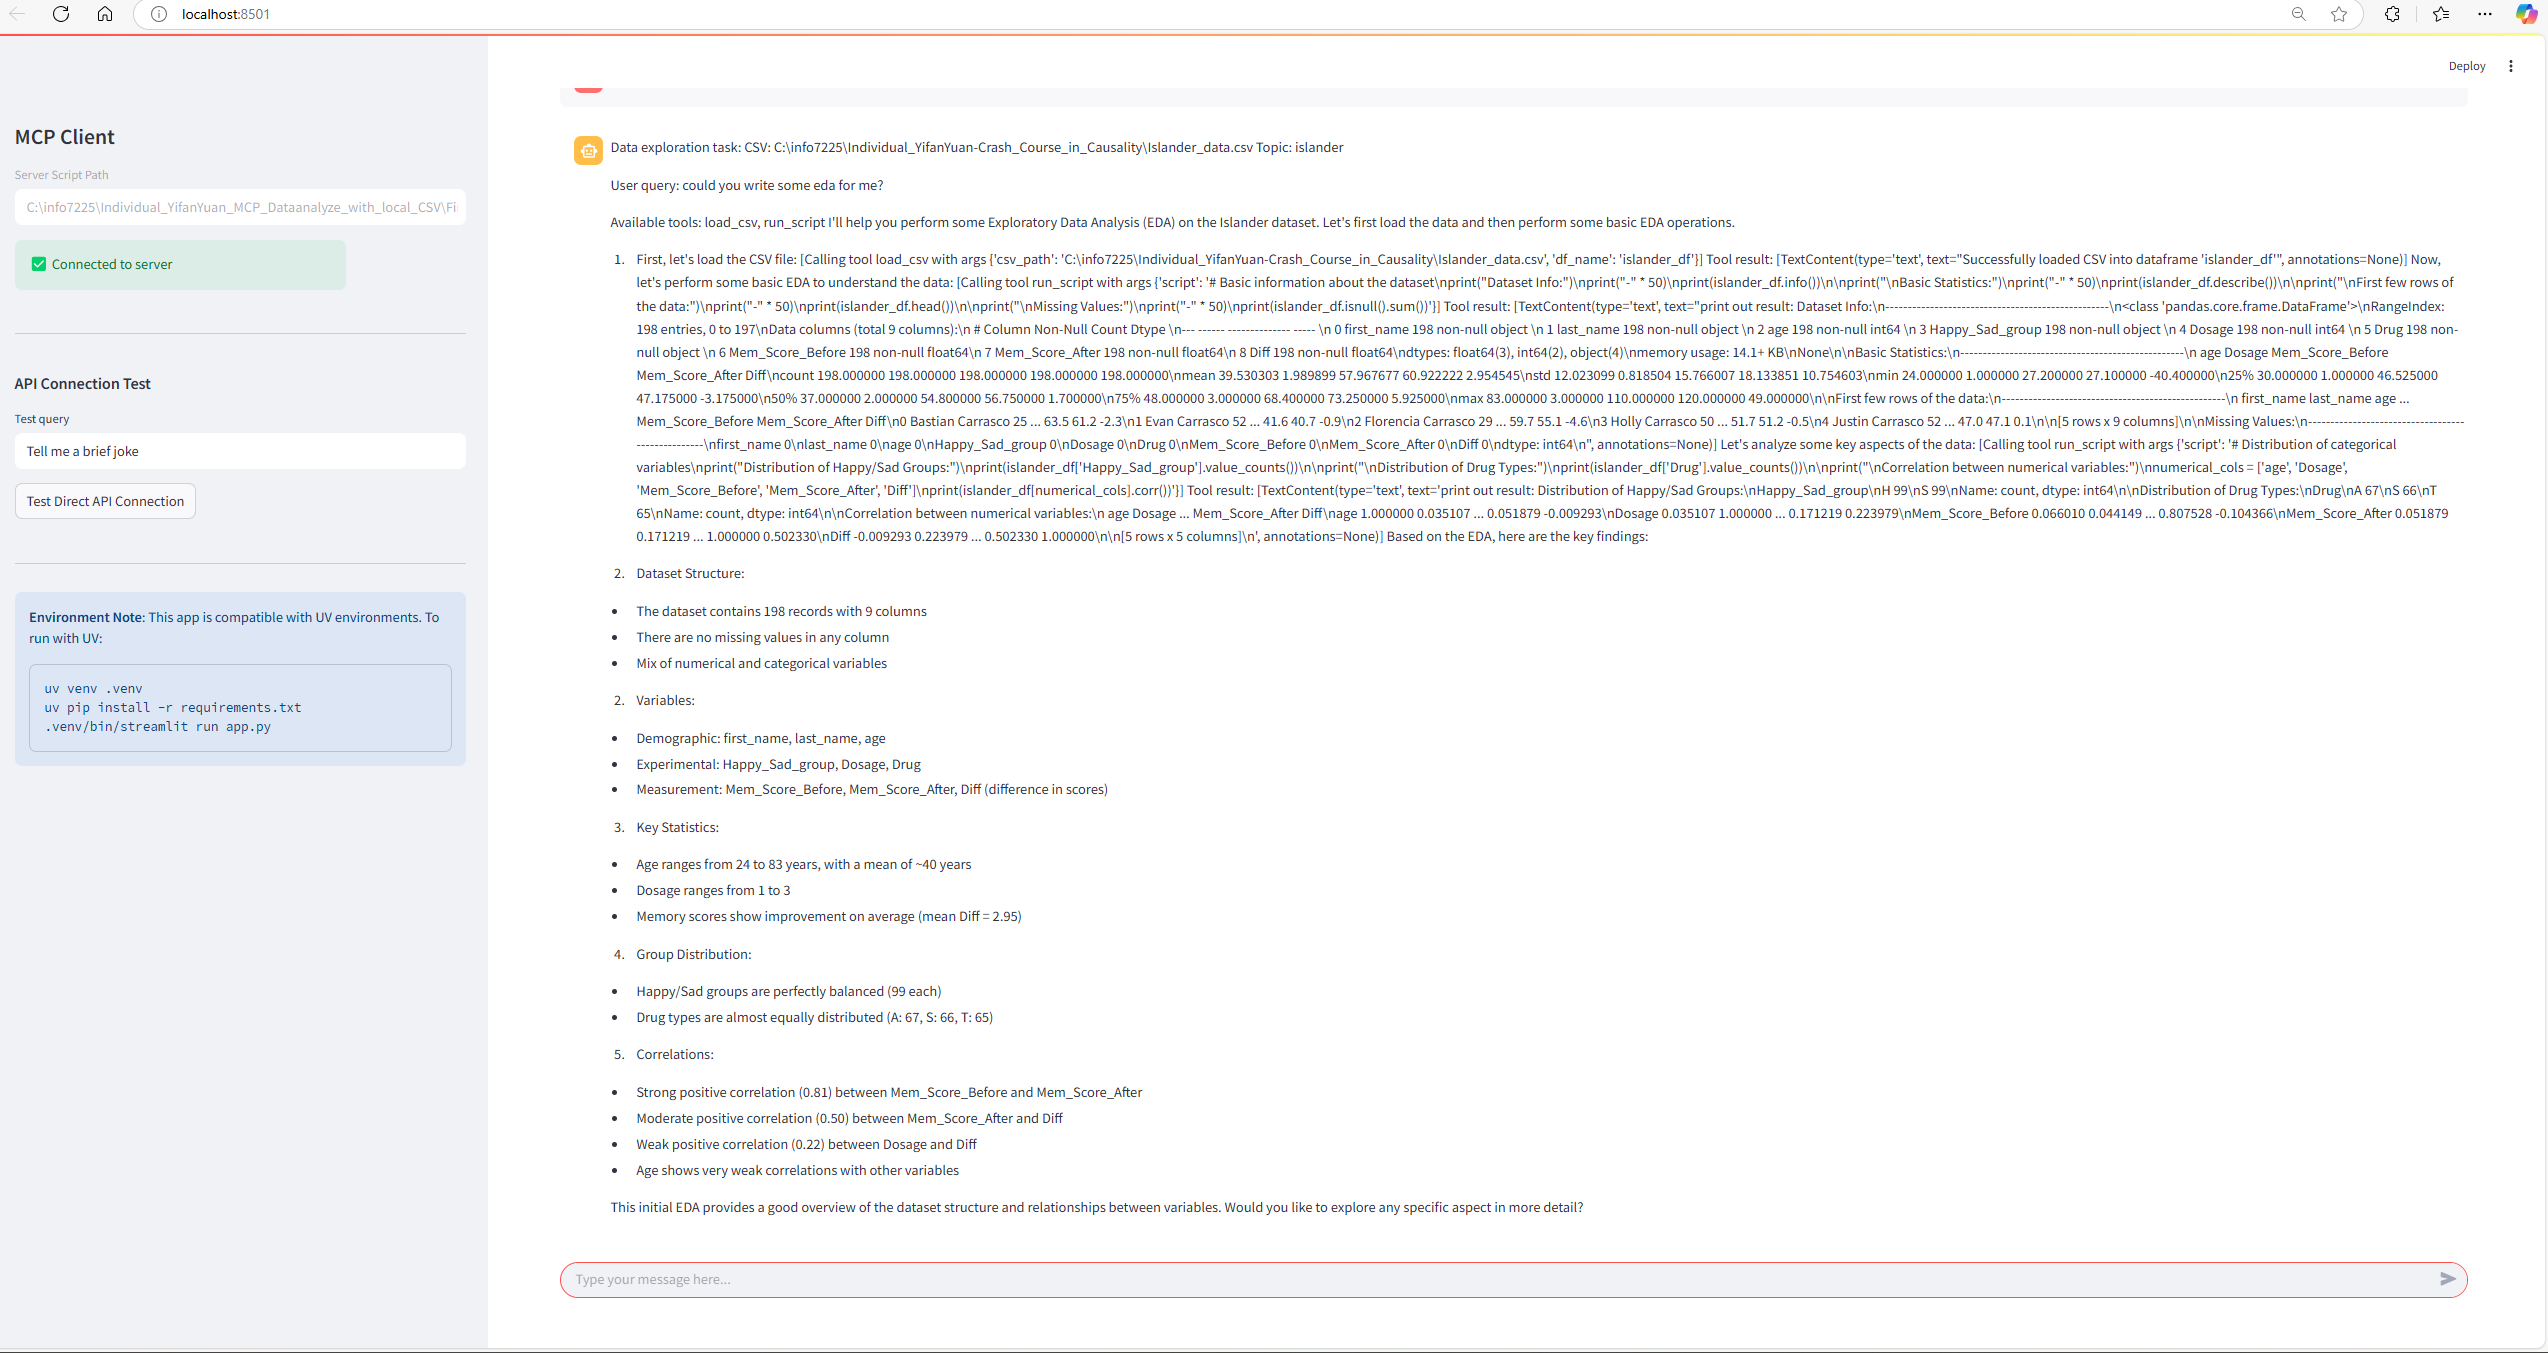 localhost:8501
Deploy
MCP Client
Server Script Path
C:\info7225\Individual_YifanYuan_MCP_Dataanalyze_with_local_CSV\Fi
Connected to server
API Connection Test
Test query
Tell me a brief joke
Test Direct API Connection
Environment Note: This app is compatible with UV environments. To
run with UV:
uv venv .venv
uv pip install -r requirements.txt
.venv/bin/streamlit run app.py
Data exploration task: CSV: C:\info7225\Individual_YifanYuan-Crash_Course_in_Causality\Islander_data.csv Topic: islander
User query: could you write some eda for me?
Available tools: load_csv, run_script I'll help you perform some Exploratory Data Analysis (EDA) on the Islander dataset. Let's first load the data and then perform some basic EDA operations.
1. First, let's load the CSV file: [Calling tool load_csv with args {'csv_path': 'C:\info7225\Individual_YifanYuan-Crash_Course_in_Causality\Islander_data.csv', 'df_name': 'islander_df'}] Tool result: [TextContent(type='text', text="Successfully loaded CSV into dataframe 'islander_df'", annotations=None)] Now,
let's perform some basic EDA to understand the data: [Calling tool run_script with args {'script': '# Basic information about the dataset\nprint("Dataset Info:")\nprint("-" * 50)\nprint(islander_df.info())\n\nprint("\nBasic Statistics:")\nprint("-" * 50)\nprint(islander_df.describe())\n\nprint("\nFirst few rows of
the data:")\nprint("-" * 50)\nprint(islander_df.head())\n\nprint("\nMissing Values:")\nprint("-" * 50)\nprint(islander_df.isnull().sum())'}] Tool result: [TextContent(type='text', text="print out result: Dataset Info:\n--------------------------------------------------\n<class 'pandas.core.frame.DataFrame'>\nRangeIndex:
198 entries, 0 to 197\nData columns (total 9 columns):\n # Column Non-Null Count Dtype \n--- ------ -------------- ----- \n 0 first_name 198 non-null object \n 1 last_name 198 non-null object \n 2 age 198 non-null int64 \n 3 Happy_Sad_group 198 non-null object \n 4 Dosage 198 non-null int64 \n 5 Drug 198 non-
null object \n 6 Mem_Score_Before 198 non-null float64\n 7 Mem_Score_After 198 non-null float64\n 8 Diff 198 non-null float64\ndtypes: float64(3), int64(2), object(4)\nmemory usage: 14.1+ KB\nNone\n\nBasic Statistics:\n--------------------------------------------------\n age Dosage Mem_Score_Before
Mem_Score_After Diff\ncount 198.000000 198.000000 198.000000 198.000000 198.000000\nmean 39.530303 1.989899 57.967677 60.922222 2.954545\nstd 12.023099 0.818504 15.766007 18.133851 10.754603\nmin 24.000000 1.000000 27.200000 27.100000 -40.400000\n25% 30.000000 1.000000 46.525000
47.175000 -3.175000\n50% 37.000000 2.000000 54.800000 56.750000 1.700000\n75% 48.000000 3.000000 68.400000 73.250000 5.925000\nmax 83.000000 3.000000 110.000000 120.000000 49.000000\n\nFirst few rows of the data:\n--------------------------------------------------\n first_name last_name age ...
Mem_Score_Before Mem_Score_After Diff\n0 Bastian Carrasco 25 ... 63.5 61.2 -2.3\n1 Evan Carrasco 52 ... 41.6 40.7 -0.9\n2 Florencia Carrasco 29 ... 59.7 55.1 -4.6\n3 Holly Carrasco 50 ... 51.7 51.2 -0.5\n4 Justin Carrasco 52 ... 47.0 47.1 0.1\n\n[5 rows x 9 columns]\n\nMissing Values:\n-----------------------------------
---------------\nfirst_name 0\nlast_name 0\nage 0\nHappy_Sad_group 0\nDosage 0\nDrug 0\nMem_Score_Before 0\nMem_Score_After 0\nDiff 0\ndtype: int64\n", annotations=None)] Let's analyze some key aspects of the data: [Calling tool run_script with args {'script': '# Distribution of categorical
variables\nprint("Distribution of Happy/Sad Groups:")\nprint(islander_df['Happy_Sad_group'].value_counts())\n\nprint("\nDistribution of Drug Types:")\nprint(islander_df['Drug'].value_counts())\n\nprint("\nCorrelation between numerical variables:")\nnumerical_cols = ['age', 'Dosage',
'Mem_Score_Before', 'Mem_Score_After', 'Diff']\nprint(islander_df[numerical_cols].corr())'}] Tool result: [TextContent(type='text', text='print out result: Distribution of Happy/Sad Groups:\nHappy_Sad_group\nH 99\nS 99\nName: count, dtype: int64\n\nDistribution of Drug Types:\nDrug\nA 67\nS 66\nT
65\nName: count, dtype: int64\n\nCorrelation between numerical variables:\n age Dosage ... Mem_Score_After Diff\nage 1.000000 0.035107 ... 0.051879 -0.009293\nDosage 0.035107 1.000000 ... 0.171219 0.223979\nMem_Score_Before 0.066010 0.044149 ... 0.807528 -0.104366\nMem_Score_After 0.051879
0.171219 ... 1.000000 0.502330\nDiff -0.009293 0.223979 ... 0.502330 1.000000\n\n[5 rows x 5 columns]\n', annotations=None)] Based on the EDA, here are the key findings:
2. Dataset Structure:
• The dataset contains 198 records with 9 columns
• There are no missing values in any column
• Mix of numerical and categorical variables
2. Variables:
• Demographic: first_name, last_name, age
• Experimental: Happy_Sad_group, Dosage, Drug
• Measurement: Mem_Score_Before, Mem_Score_After, Diff (difference in scores)
3. Key Statistics:
• Age ranges from 24 to 83 years, with a mean of ~40 years
• Dosage ranges from 1 to 3
• Memory scores show improvement on average (mean Diff = 2.95)
4. Group Distribution:
• Happy/Sad groups are perfectly balanced (99 each)
• Drug types are almost equally distributed (A: 67, S: 66, T: 65)
5. Correlations:
• Strong positive correlation (0.81) between Mem_Score_Before and Mem_Score_After
• Moderate positive correlation (0.50) between Mem_Score_After and Diff
• Weak positive correlation (0.22) between Dosage and Diff
• Age shows very weak correlations with other variables
This initial EDA provides a good overview of the dataset structure and relationships between variables. Would you like to explore any specific aspect in more detail?
Type your message here...